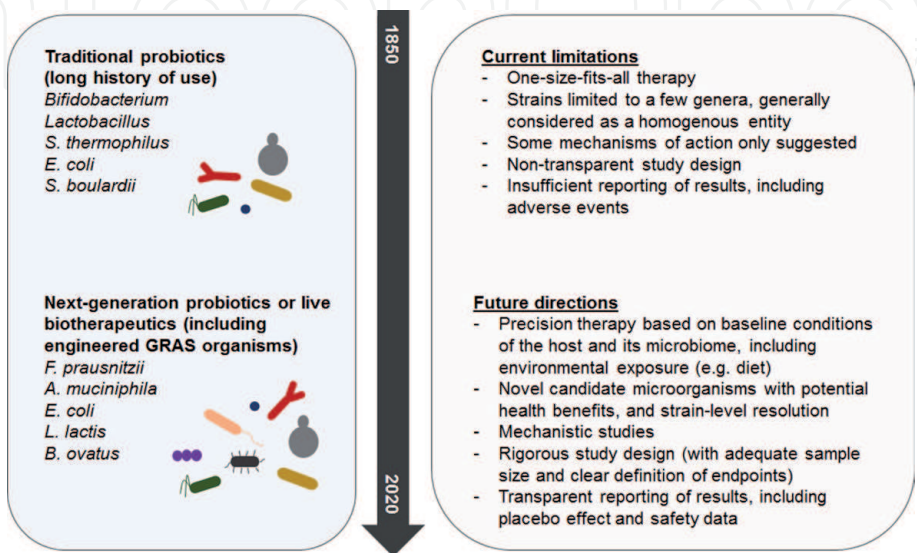 Traditional probiotics
(long history of use)
Bifidobacterium
Lactobacillus
S. thermophilus
E. coli
S. boulardii
Next-generation probiotics or live
biotherapeutics (including
engineered GRAS organisms)
F. prausnitzii
A. muciniphila
E. coli
L. lactis
B. ovatus
1850
2020
Current limitations
- One-size-fits-all therapy
- Strains limited to a few genera, generally
considered as a homogenous entity
- Some mechanisms of action only suggested
- Non-transparent study design
- Insufficient reporting of results, including
adverse events
Future directions
- Precision therapy based on baseline conditions
of the host and its microbiome, including
environmental exposure (e.g. diet)
- Novel candidate microorganisms with potential
health benefits, and strain-level resolution
- Mechanistic studies
- Rigorous study design (with adequate sample
size and clear definition of endpoints)
- Transparent reporting of results, including
placebo effect and safety data